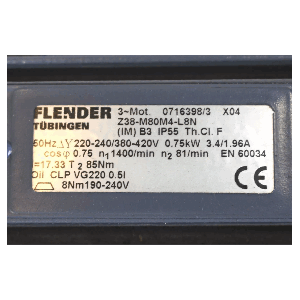 FLENDER 3~Mot. 0716398/3 X04
TÜBINGEN Z38-M80M4-L8N
(IM) B3 IP55 Th.Cl. F
50Hz ΔY 220-240/380-420V 0.75kW 3.4/1.96A
cosφ 0.75 n1 1400/min n2 81/min EN 60034
i=17.33 T2 85Nm
Oil CLP VG220 0.5l
8Nm190-240V